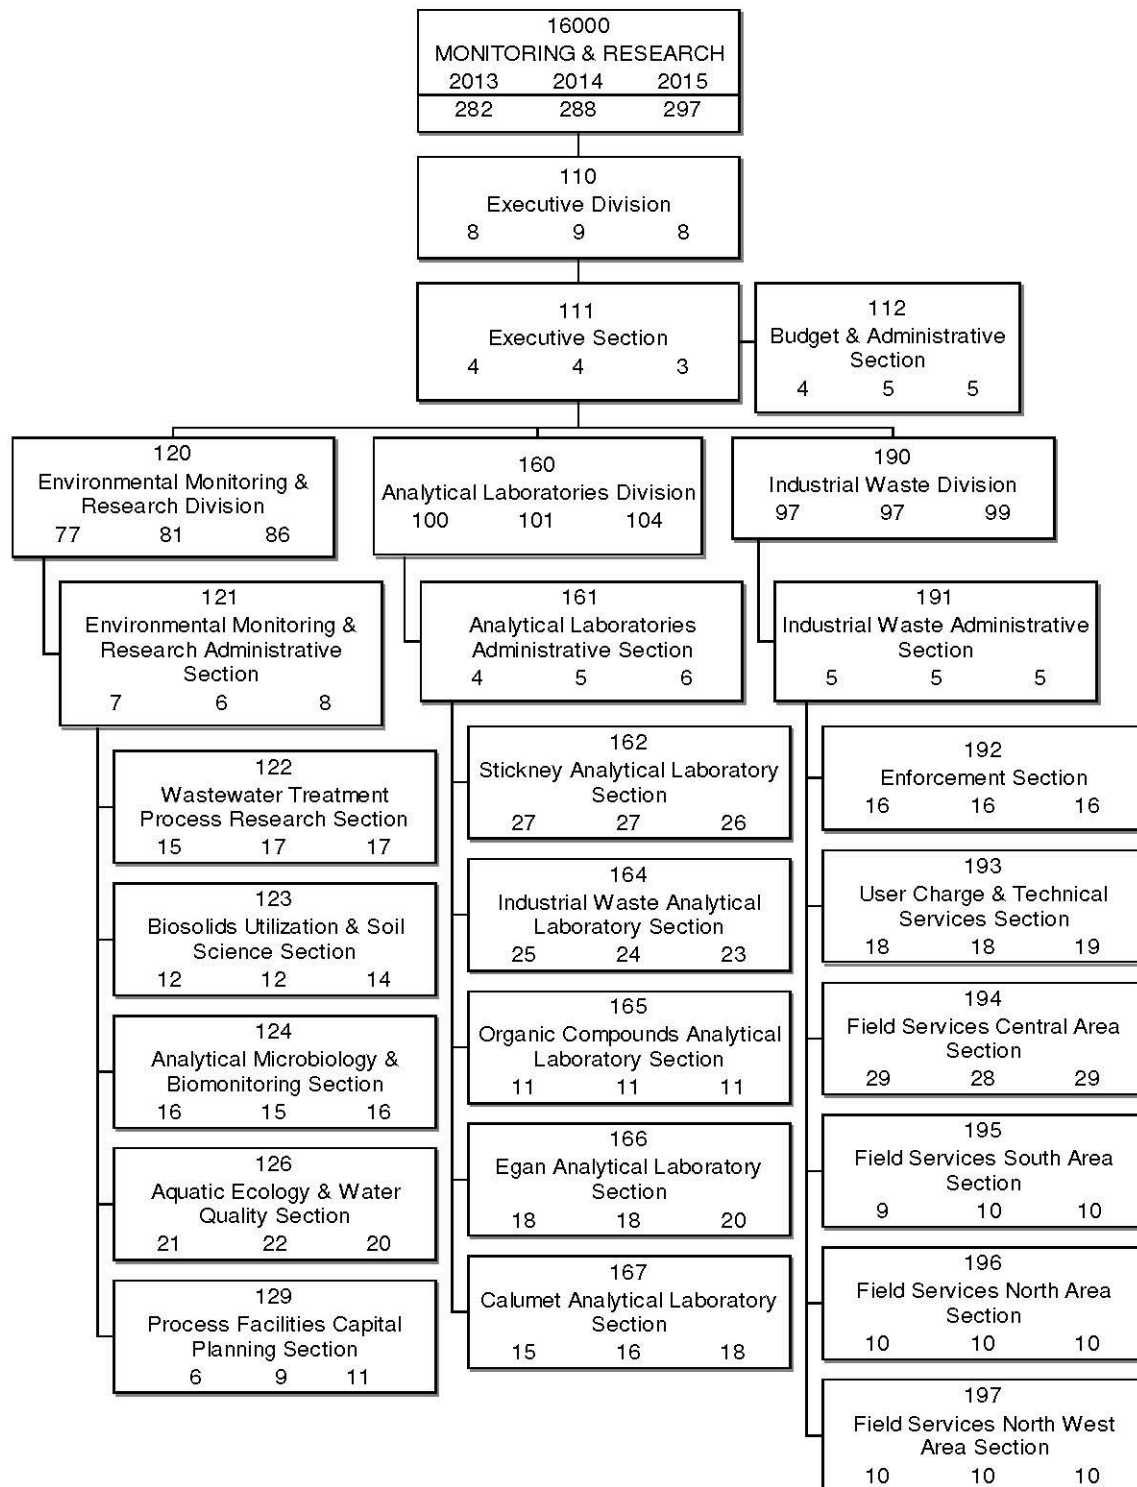 16000
MONITORING & RESEARCH
2013 2014 2015
282 288 297
110
Executive Division
8 9 8
111
Executive Section
4 4 3
112
Budget & Administrative
Section
4 5 5
120
Environmental Monitoring &
Research Division
77 81 86
160
Analytical Laboratories Division
100 101 104
190
Industrial Waste Division
97 97 99
121
Environmental Monitoring &
Research Administrative
Section
7 6 8
161
Analytical Laboratories
Administrative Section
4 5 6
191
Industrial Waste Administrative
Section
5 5 5
122
Wastewater Treatment
Process Research Section
15 17 17
123
Biosolids Utilization & Soil
Science Section
12 12 14
124
Analytical Microbiology &
Biomonitoring Section
16 15 16
126
Aquatic Ecology & Water
Quality Section
21 22 20
129
Process Facilities Capital
Planning Section
6 9 11
162
Stickney Analytical Laboratory
Section
27 27 26
164
Industrial Waste Analytical
Laboratory Section
25 24 23
165
Organic Compounds Analytical
Laboratory Section
11 11 11
166
Egan Analytical Laboratory
Section
18 18 20
167
Calumet Analytical Laboratory
Section
15 16 18
192
Enforcement Section
16 16 16
193
User Charge & Technical
Services Section
18 18 19
194
Field Services Central Area
Section
29 28 29
195
Field Services South Area
Section
9 10 10
196
Field Services North Area
Section
10 10 10
197
Field Services North West
Area Section
10 10 10